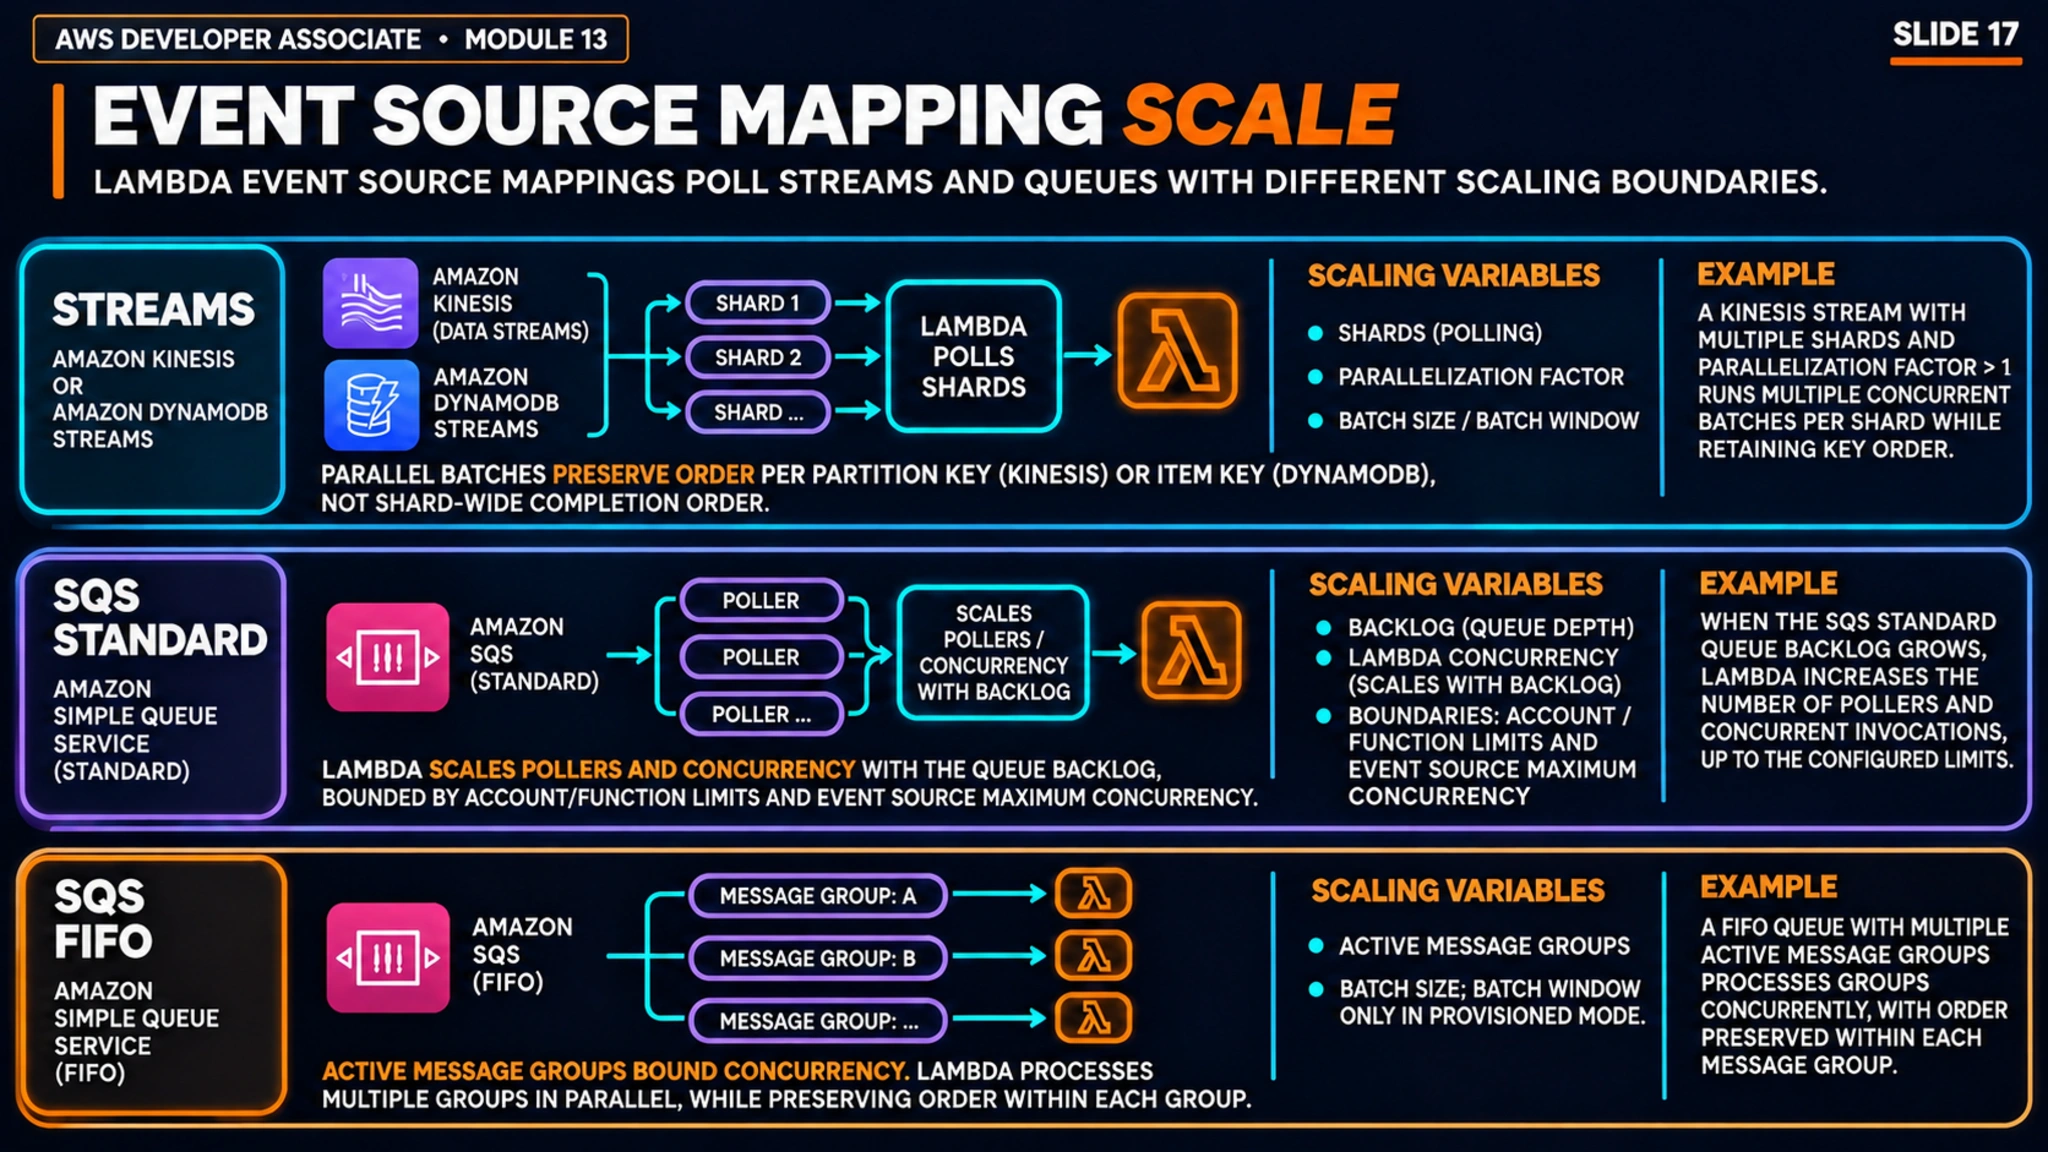 AWS DEVELOPER ASSOCIATE • MODULE 13
SLIDE 17
EVENT SOURCE MAPPING SCALE
LAMBDA EVENT SOURCE MAPPINGS POLL STREAMS AND QUEUES WITH DIFFERENT SCALING BOUNDARIES.
STREAMS
AMAZON KINESIS
OR
AMAZON DYNAMODB
STREAMS
AMAZON
KINESIS
(DATA STREAMS)
AMAZON
DYNAMODB
STREAMS
SHARD 1
SHARD 2
SHARD ...
LAMBDA
POLLS
SHARDS
PARALLEL BATCHES PRESERVE ORDER PER PARTITION KEY (KINESIS) OR ITEM KEY (DYNAMODB),
NOT SHARD-WIDE COMPLETION ORDER.
SCALING VARIABLES
SHARDS (POLLING)
PARALLELIZATION FACTOR
BATCH SIZE / BATCH WINDOW
EXAMPLE
A KINESIS STREAM WITH
MULTIPLE SHARDS AND
PARALLELIZATION FACTOR > 1
RUNS MULTIPLE CONCURRENT
BATCHES PER SHARD WHILE
RETAINING KEY ORDER.
SQS
STANDARD
AMAZON
SIMPLE QUEUE
SERVICE
(STANDARD)
AMAZON
SQS
(STANDARD)
POLLER
POLLER
POLLER ...
SCALES
POLLERS /
CONCURRENCY
WITH BACKLOG
LAMBDA SCALES POLLERS AND CONCURRENCY WITH THE QUEUE BACKLOG,
BOUNDED BY ACCOUNT/FUNCTION LIMITS AND EVENT SOURCE MAXIMUM CONCURRENCY.
SCALING VARIABLES
BACKLOG (QUEUE DEPTH)
LAMBDA CONCURRENCY
(SCALES WITH BACKLOG)
BOUNDARIES: ACCOUNT /
FUNCTION LIMITS AND
EVENT SOURCE MAXIMUM
CONCURRENCY
EXAMPLE
WHEN THE SQS STANDARD
QUEUE BACKLOG GROWS,
LAMBDA INCREASES THE
NUMBER OF POLLERS AND
CONCURRENT INVOCATIONS,
UP TO THE CONFIGURED LIMITS.
SQS
FIFO
AMAZON
SIMPLE QUEUE
SERVICE
(FIFO)
AMAZON
SQS
(FIFO)
MESSAGE GROUP: A
MESSAGE GROUP: B
MESSAGE GROUP: ...
ACTIVE MESSAGE GROUPS BOUND CONCURRENCY. LAMBDA PROCESSES
MULTIPLE GROUPS IN PARALLEL, WHILE PRESERVING ORDER WITHIN EACH GROUP.
SCALING VARIABLES
ACTIVE MESSAGE GROUPS
BATCH SIZE; BATCH WINDOW
ONLY IN PROVISIONED MODE.
EXAMPLE
A FIFO QUEUE WITH MULTIPLE
ACTIVE MESSAGE GROUPS
PROCESSES GROUPS
CONCURRENTLY, WITH ORDER
PRESERVED WITHIN EACH
MESSAGE GROUP.